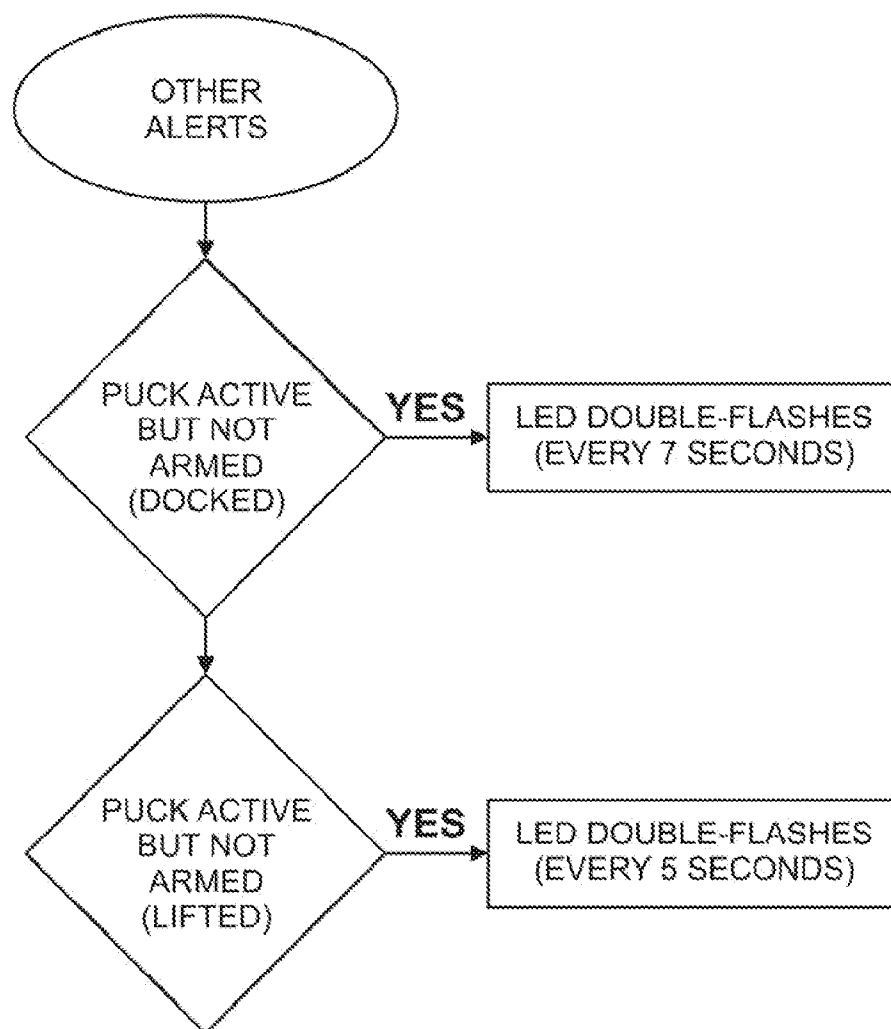 OTHER
ALERTS
PUCK ACTIVE
BUT NOT
ARMED
(DOCKED)
YES
LED DOUBLE-FLASHES
(EVERY 7 SECONDS)
PUCK ACTIVE
BUT NOT
ARMED
(LIFTED)
YES
LED DOUBLE-FLASHES
(EVERY 5 SECONDS)